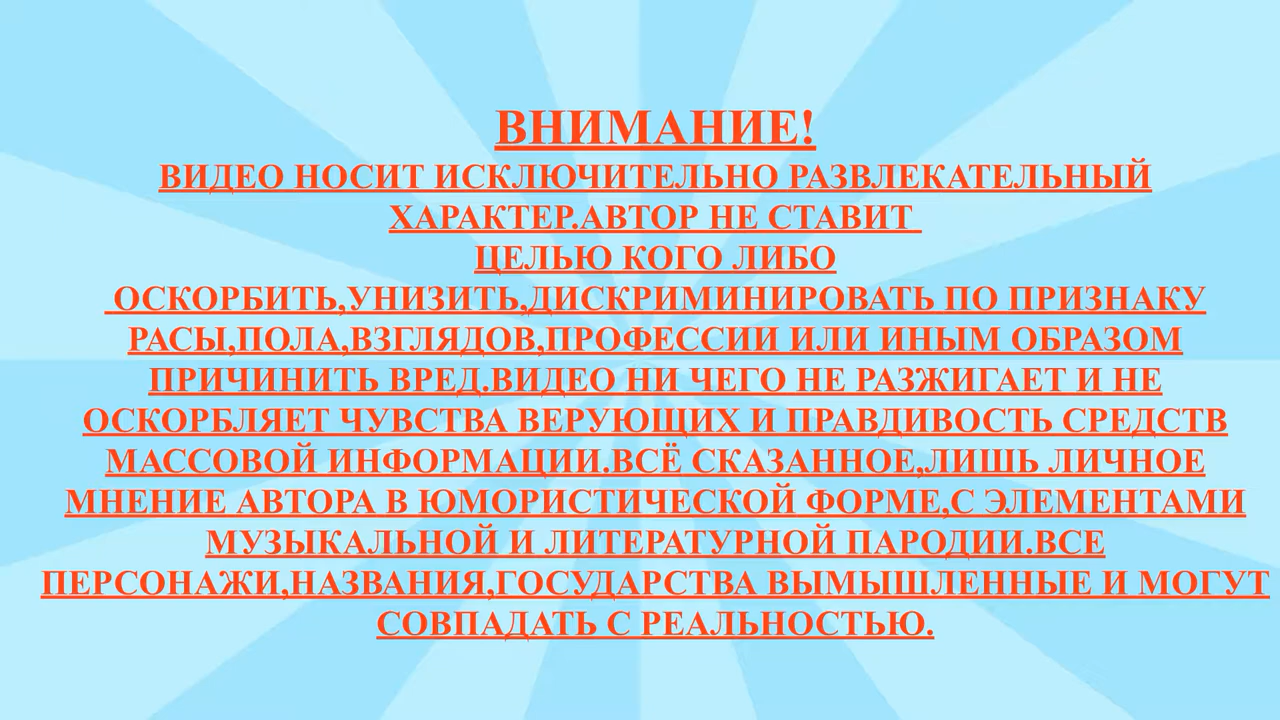 ВНИМАНИЕ!
ВИДЕО НОСИТ ИСКЛЮЧИТЕЛЬНО РАЗВЛЕКАТЕЛЬНЫЙ
ХАРАКТЕР.АВТОР НЕ СТАВИТ
ЦЕЛЬЮ КОГО ЛИБО
ОСКОРБИТЬ,УНИЗИТЬ,ДИСКРИМИНИРОВАТЬ ПО ПРИЗНАКУ
РАСЫ,ПОЛА,ВЗГЛЯДОВ,ПРОФЕССИИ ИЛИ ИНЫМ ОБРАЗОМ
ПРИЧИНИТЬ ВРЕД.ВИДЕО НИ ЧЕГО НЕ РАЗЖИГАЕТ И НЕ
ОСКОРБЛЯЕТ ЧУВСТВА ВЕРУЮЩИХ И ПРАВДИВОСТЬ СРЕДСТВ
МАССОВОЙ ИНФОРМАЦИИ.ВСЁ СКАЗАННОЕ,ЛИШЬ ЛИЧНОЕ
МНЕНИЕ АВТОРА В ЮМОРИСТИЧЕСКОЙ ФОРМЕ,С ЭЛЕМЕНТАМИ
МУЗЫКАЛЬНОЙ И ЛИТЕРАТУРНОЙ ПАРОДИИ.ВСЕ
ПЕРСОНАЖИ,НАЗВАНИЯ,ГОСУДАРСТВА ВЫМЫШЛЕННЫЕ И МОГУТ
СОВПАДАТЬ С РЕАЛЬНОСТЬЮ.